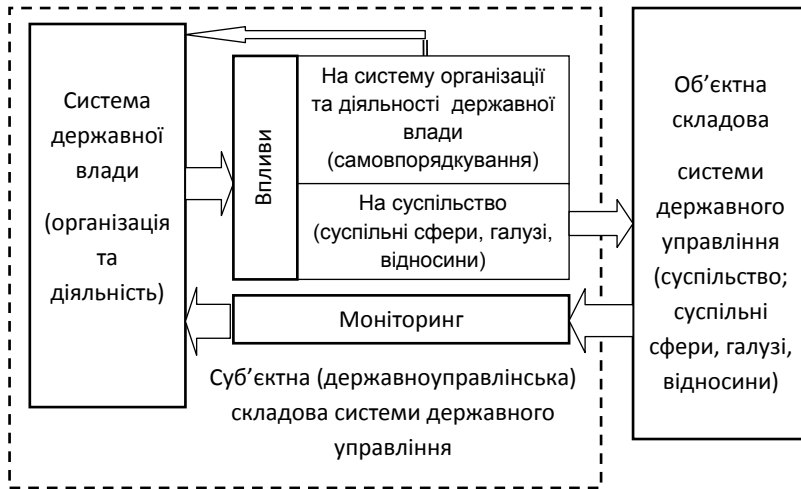 Система
державної
влади
(організація
та
діяльність)
Впливи
На систему організації
та діяльності державної
влади
(самовпорядкування)
На суспільство
(суспільні сфери, галузі,
відносини)
Моніторинг
Суб’єктна (державноуправлінська)
складова системи державного
управління
Об’єктна
складова
системи
державного
управління
(суспільство;
суспільні
сфери, галузі,
відносини)